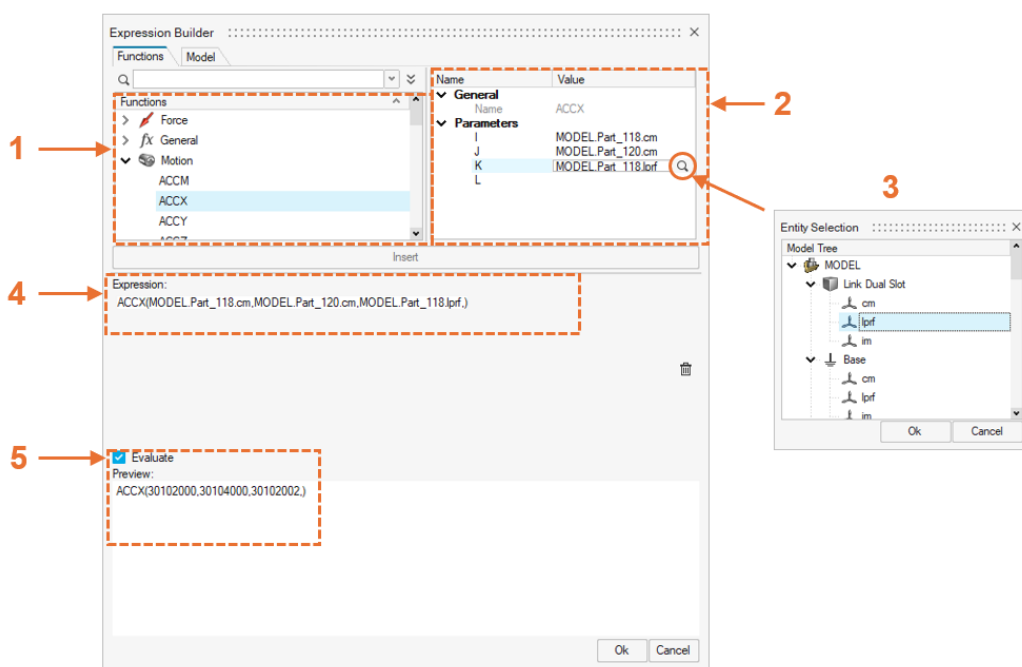 Expression Builder
Functions Model
Name Value
Functions
General
Name ACCX
Force
Parameters
1
fx General
I MODEL.Part_118.cm
Motion
J MODEL.Part_120.cm
ACCM
K MODEL.Part_118.lprf
ACCX
L
ACCY
ACCZ
2
3
Insert
Entity Selection
Model Tree
MODEL
Link Dual Slot
cm
lprf
im
Base
cm
lprf
im
Ok Cancel
4
Expression:
ACCX(MODEL.Part_118.cm,MODEL.Part_120.cm,MODEL.Part_118.lprf,)
5
Evaluate
Preview:
ACCX(30102000,30104000,30102002,)
Ok Cancel